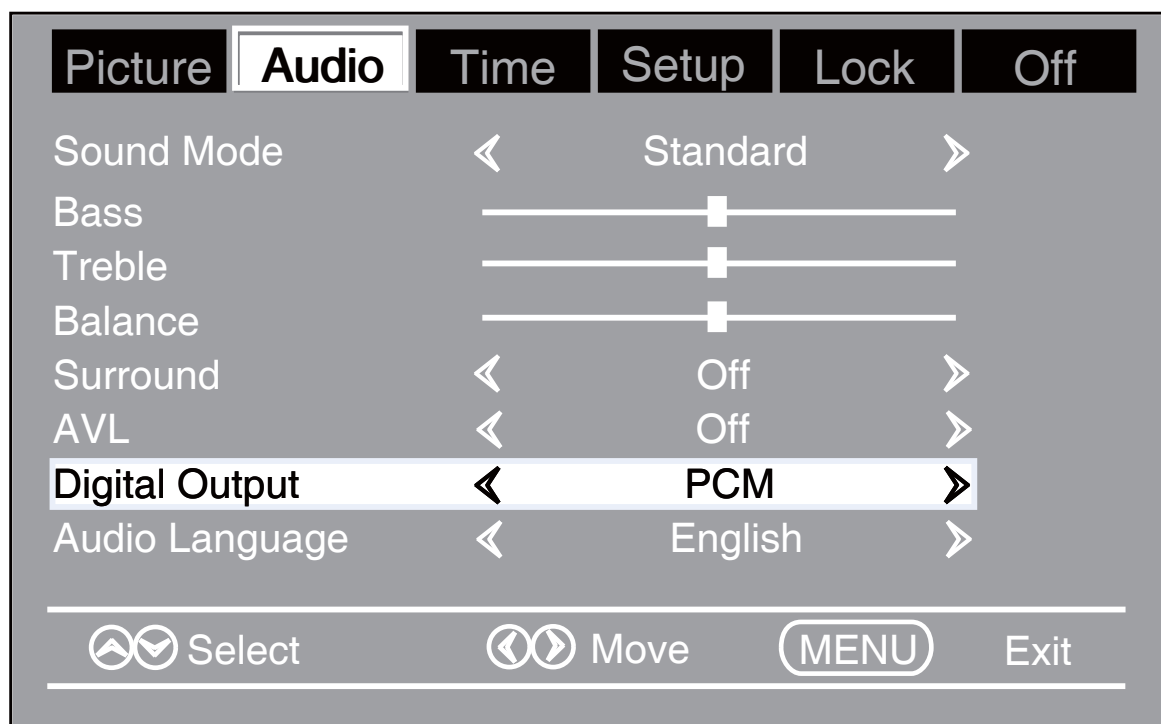 Picture Audio Time Setup Lock Off
Sound Mode Standard
Bass
Treble
Balance
Surround Off
AVL Off
Digital Output PCM
Audio Language English
Select Move MENU Exit